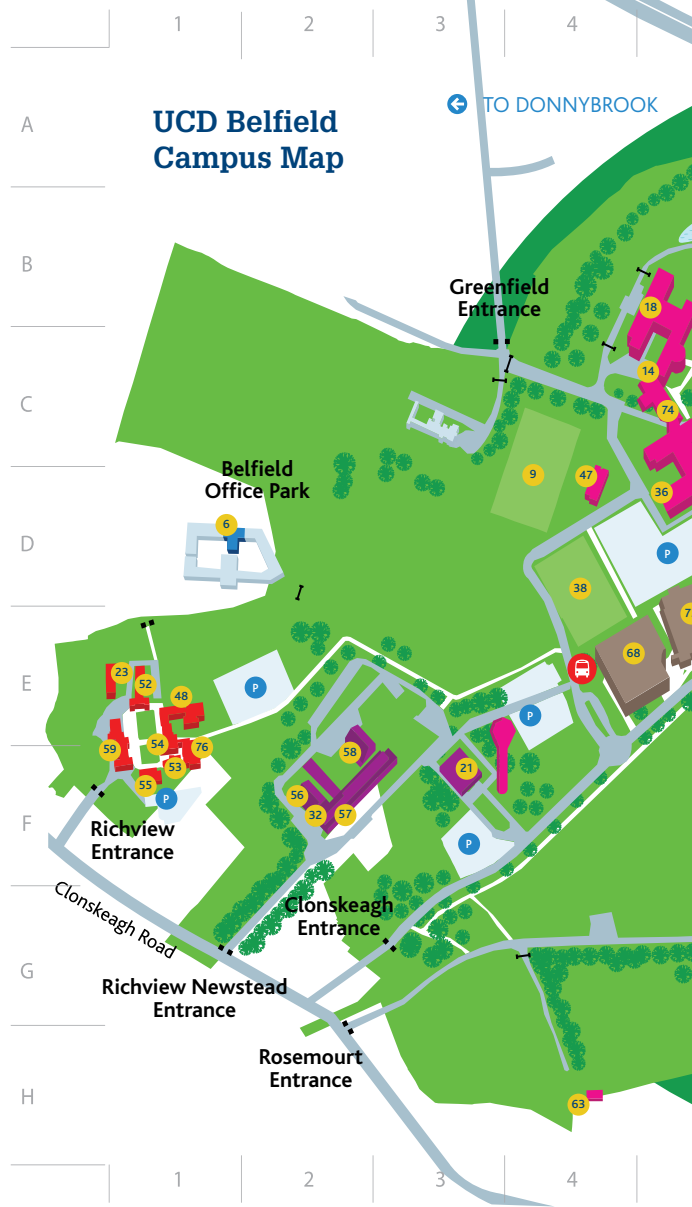 1 2 3 4
A
UCD Belfield
Campus Map
TO DONNYBROOK
B
Greenfield
Entrance
18
14
C
74
Belfield
Office Park
9
47
36
6
D
P
38
E
23
52
48
68
7
P
P
59
54
76
53
55
P
58
21
56
32
57
F
P
Richview
Entrance
Clonskeagh Road
Clonskeagh
Entrance
G
Richview Newstead
Entrance
Rosemourt
Entrance
H
63
1 2 3 4